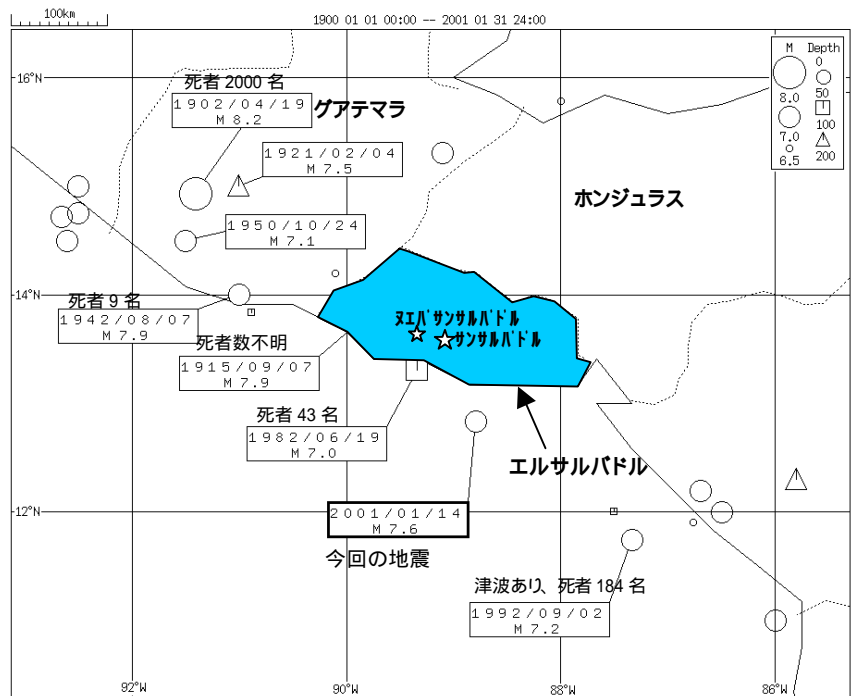 100km
1900 01 01 00:00 -- 2001 01 31 24:00
M Depth
0
50
8.0
100
7.0
200
6.5
16°N
死者 2000 名
1902/04/19
M 8.2
グアテマラ
1921/02/04
M 7.5
ホンジュラス
1950/10/24
M 7.1
14°N
死者 9 名
1942/08/07
M 7.9
ヌエバサンサルバドル
サンサルバドル
死者数不明
1915/09/07
M 7.9
死者 43 名
1982/06/19
M 7.0
エルサルバドル
12°N
2001/01/14
M 7.6
今回の地震
津波あり、死者 184 名
1992/09/02
M 7.2
92°W
90°W
88°W
86°W